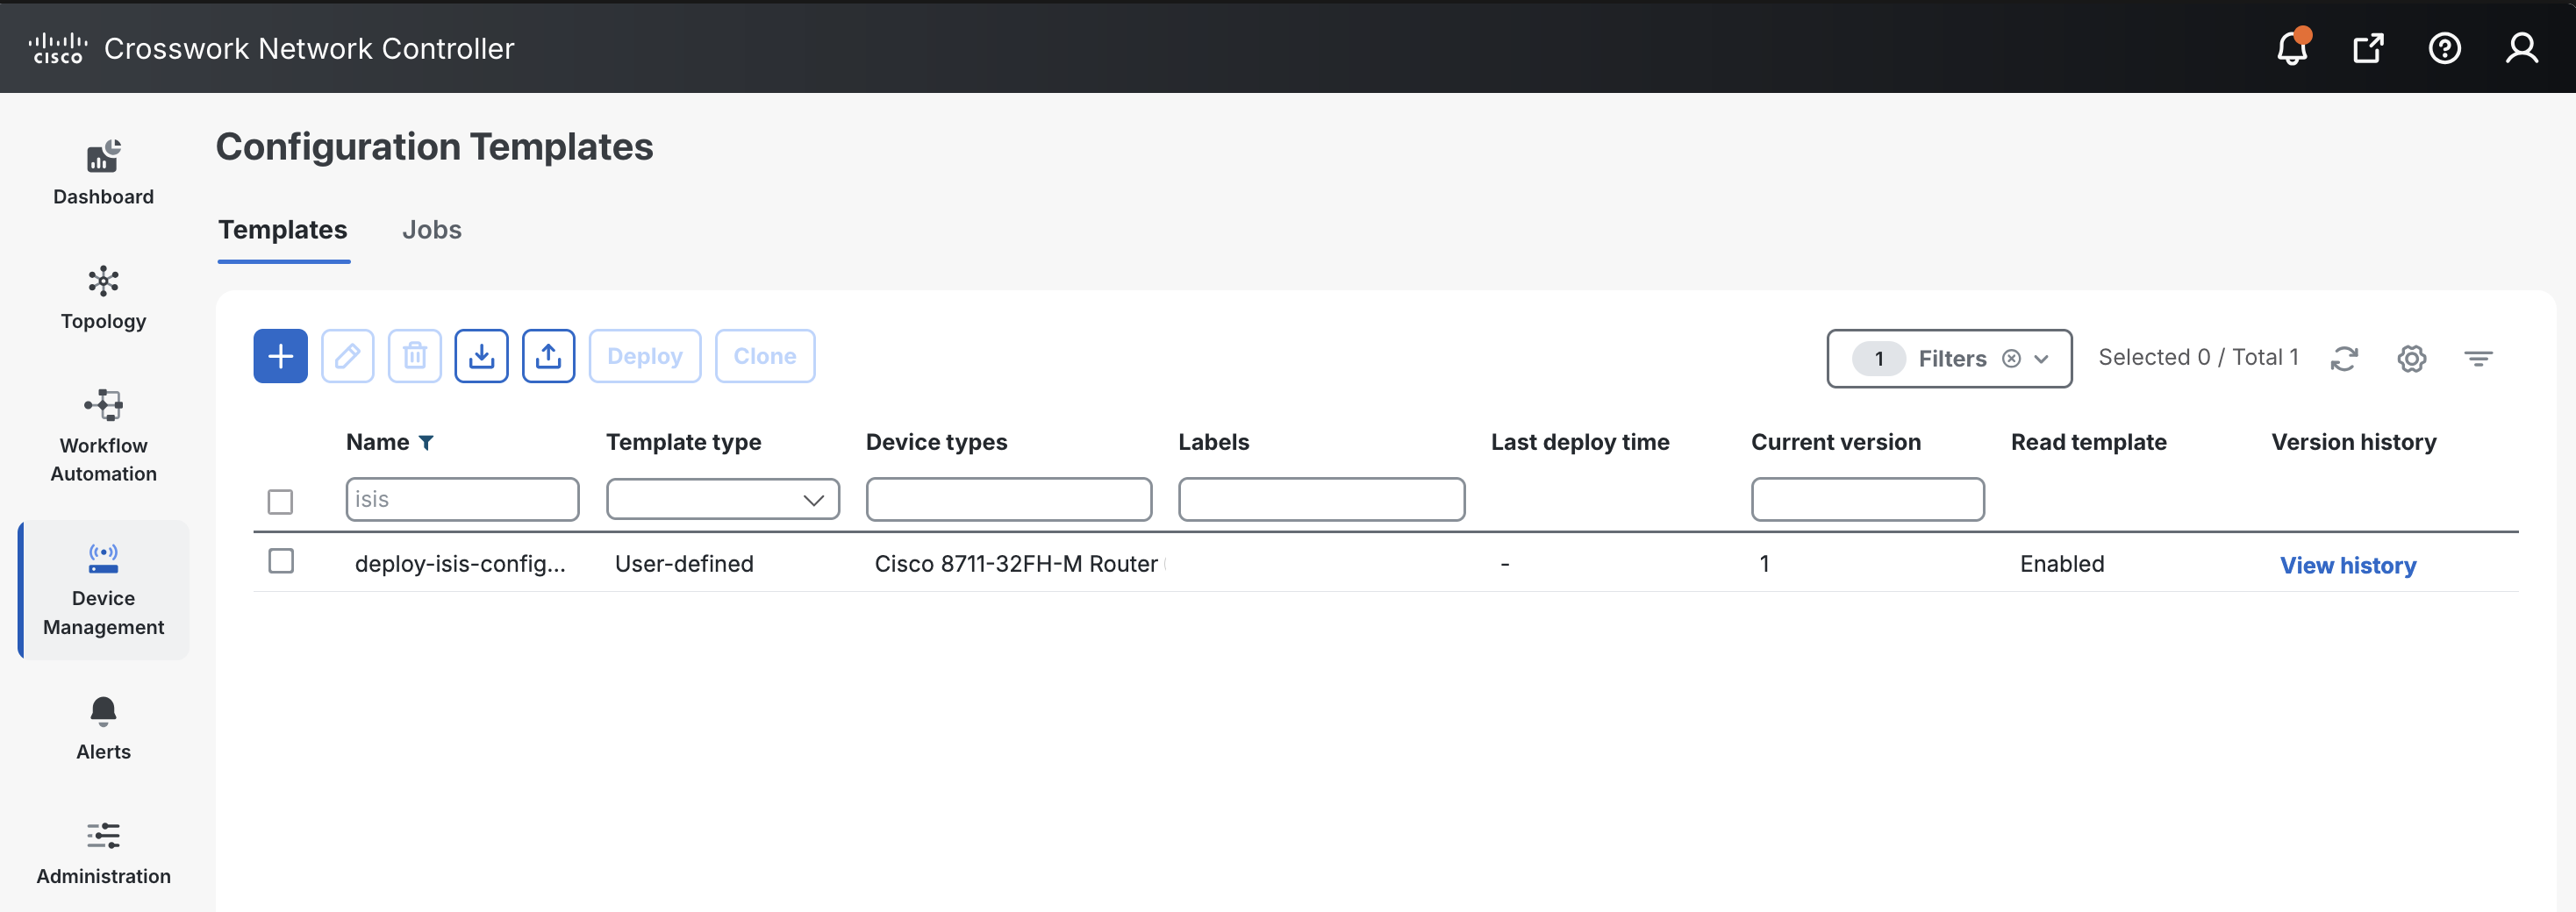 cisco Crosswork Network Controller
Dashboard
Topology
Workflow
Automation
Device
Management
Alerts
Administration
Configuration Templates
Templates Jobs
Deploy Clone 1 Filters Selected 0 / Total 1
Name Template type Device types Labels Last deploy time Current version Read template Version history
isis
deploy-isis-config... User-defined Cisco 8711-32FH-M Router - 1 Enabled View history